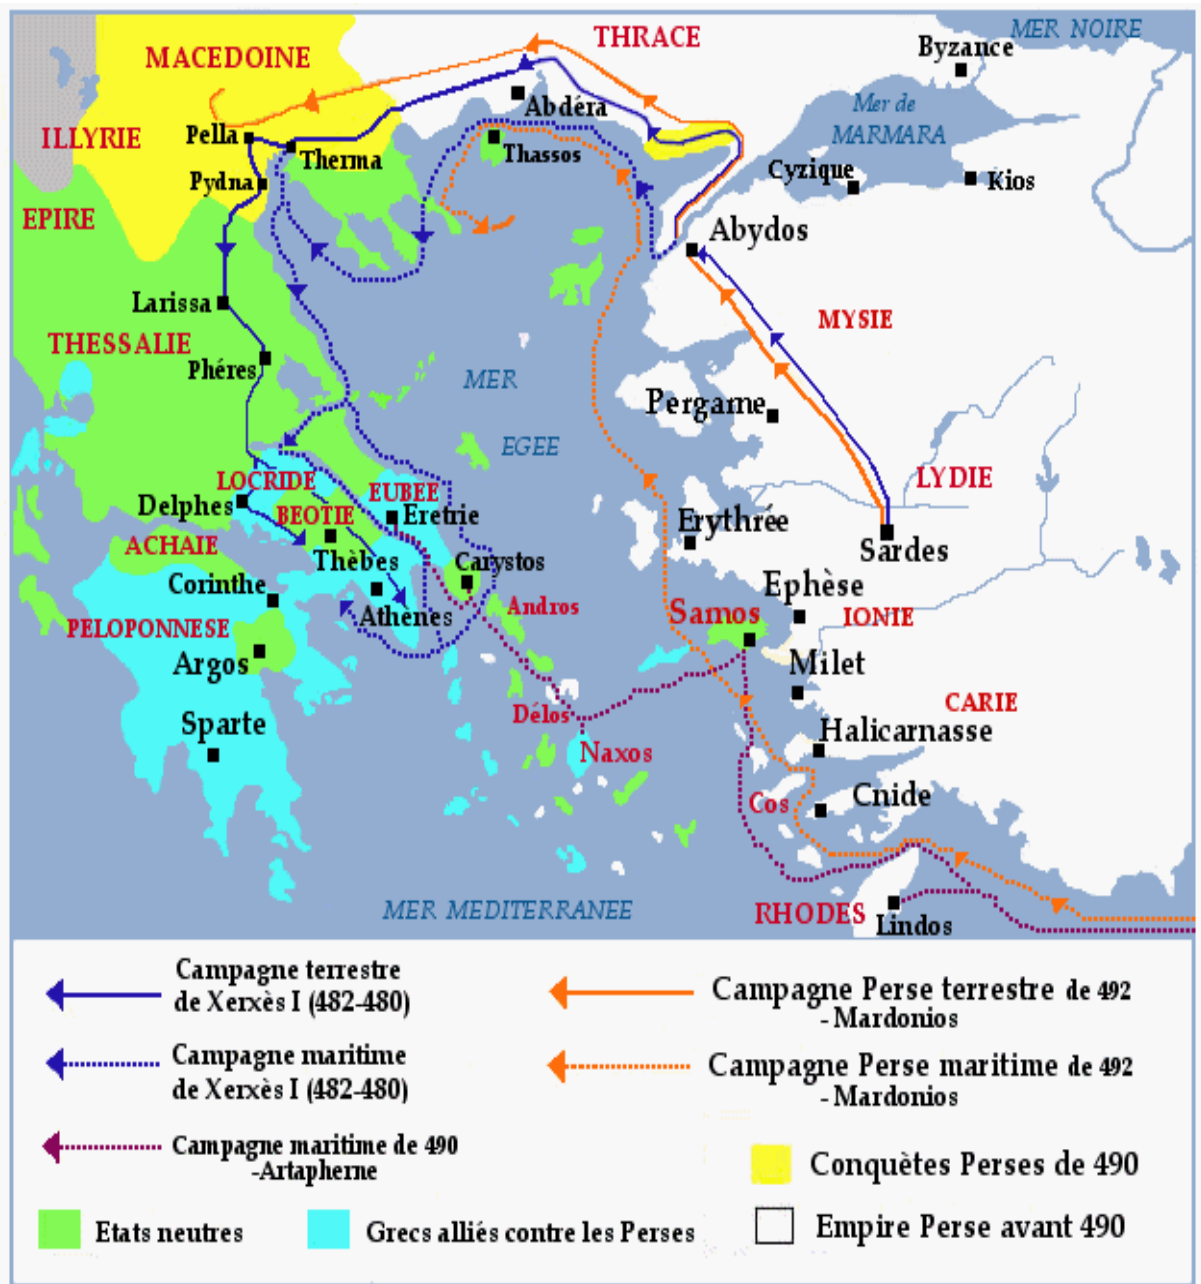 MER NOIRE
THRACE
Byzance
MACEDOINE
Abdéra
Mer de
MARMARA
ILLYRIE
Pella
Therma
Thassos
Cyzique
Kios
Pydna
EPIRE
Abydos
Larissa
MYSIE
THESSALIE
Phéres
MER
EGEE
Pergame
LOCRIDE
LYDIE
EUBEE
Delphes
BEOTIE
Eretrie
Erythrée
ACHAIE
Thèbes
Carystos
Sardes
Corinthe
Athènes
Andros
Samos
Ephèse
IONIE
PELOPONNESE
Argos
Milet
Sparte
Délos
CARIE
Halicarnasse
Naxos
Cos
Cnide
MER MEDITERRANEE
RHODES
Lindos
Campagne terrestre
de Xerxès I (482-480)
Campagne Perse terrestre de 492
- Mardonios
Campagne maritime
de Xerxès I (482-480)
Campagne Perse maritime de 492
- Mardonios
Campagne maritime de 490
-Artapherne
Conquètes Perses de 490
Etats neutres
Grecs alliés contre les Perses
Empire Perse avant 490